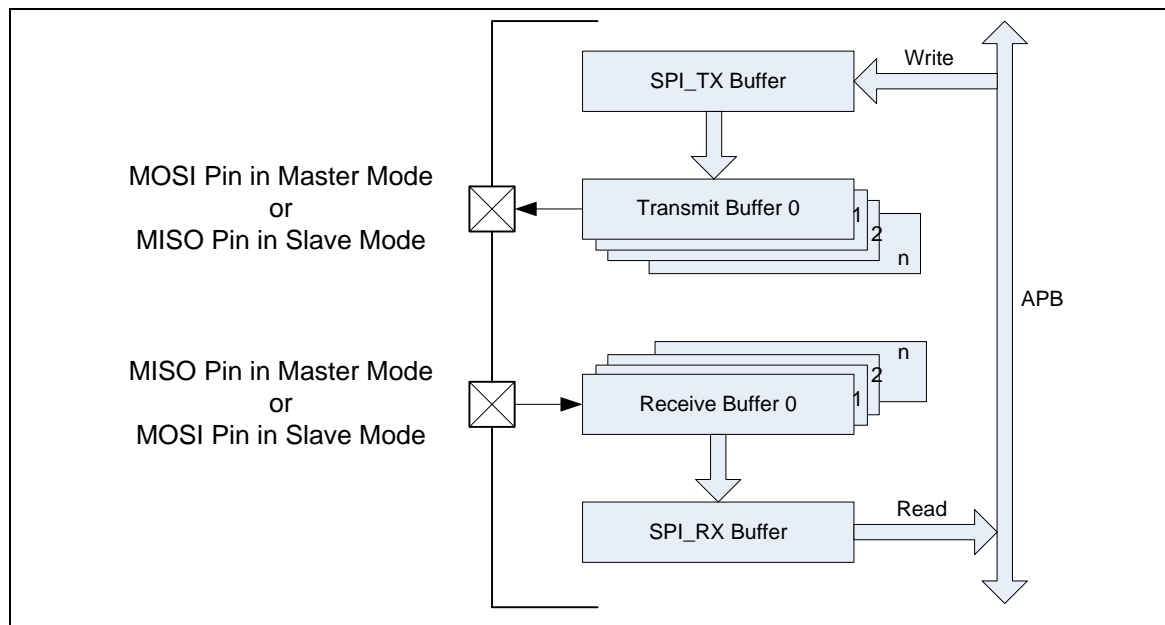 SPI_TX Buffer
Write
MOSI Pin in Master Mode
or
MISO Pin in Slave Mode
Transmit Buffer 0
1
2
n
APB
n
MISO Pin in Master Mode
or
MOSI Pin in Slave Mode
Receive Buffer 0
1
2
SPI_RX Buffer
Read